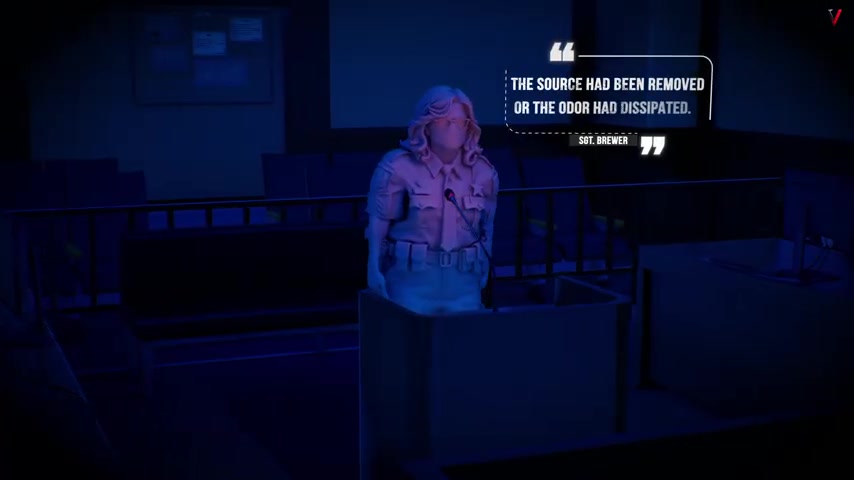 “
THE SOURCE HAD BEEN REMOVED
OR THE ODOR HAD DISSIPATED.
SGT. BREWER
”
V